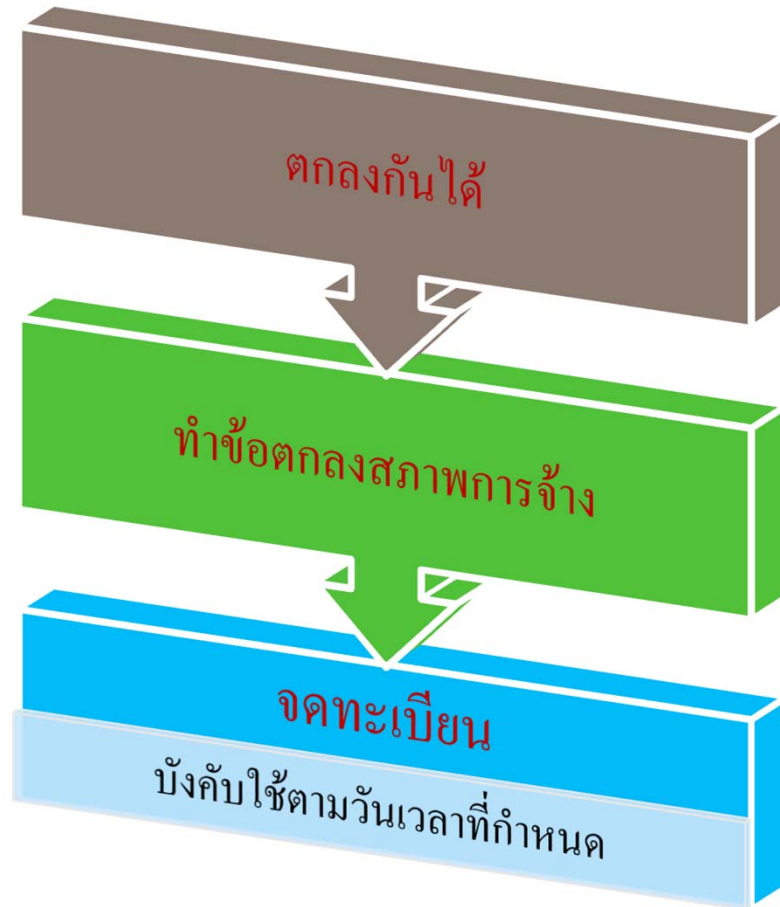 ตกลงกันได้
ทำข้อตกลงสภาพการจ้าง
จดทะเบียน
บังคับใช้ตามวันเวลาที่กำหนด